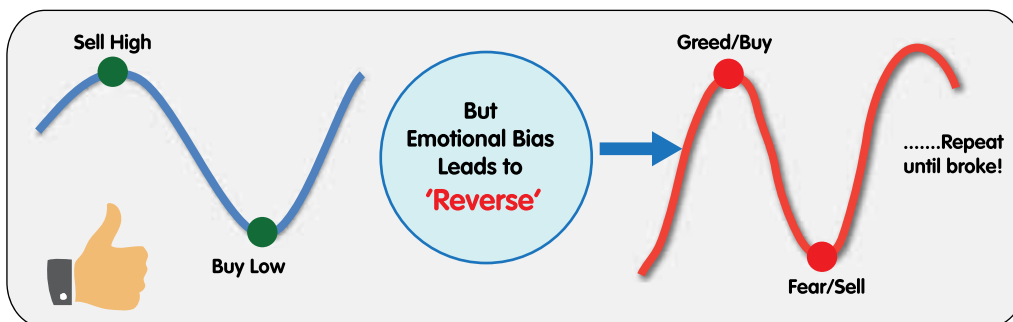 Sell High
Buy Low
But
Emotional Bias
Leads to
‘Reverse’
Greed/Buy
Fear/Sell
.......Repeat
until broke!